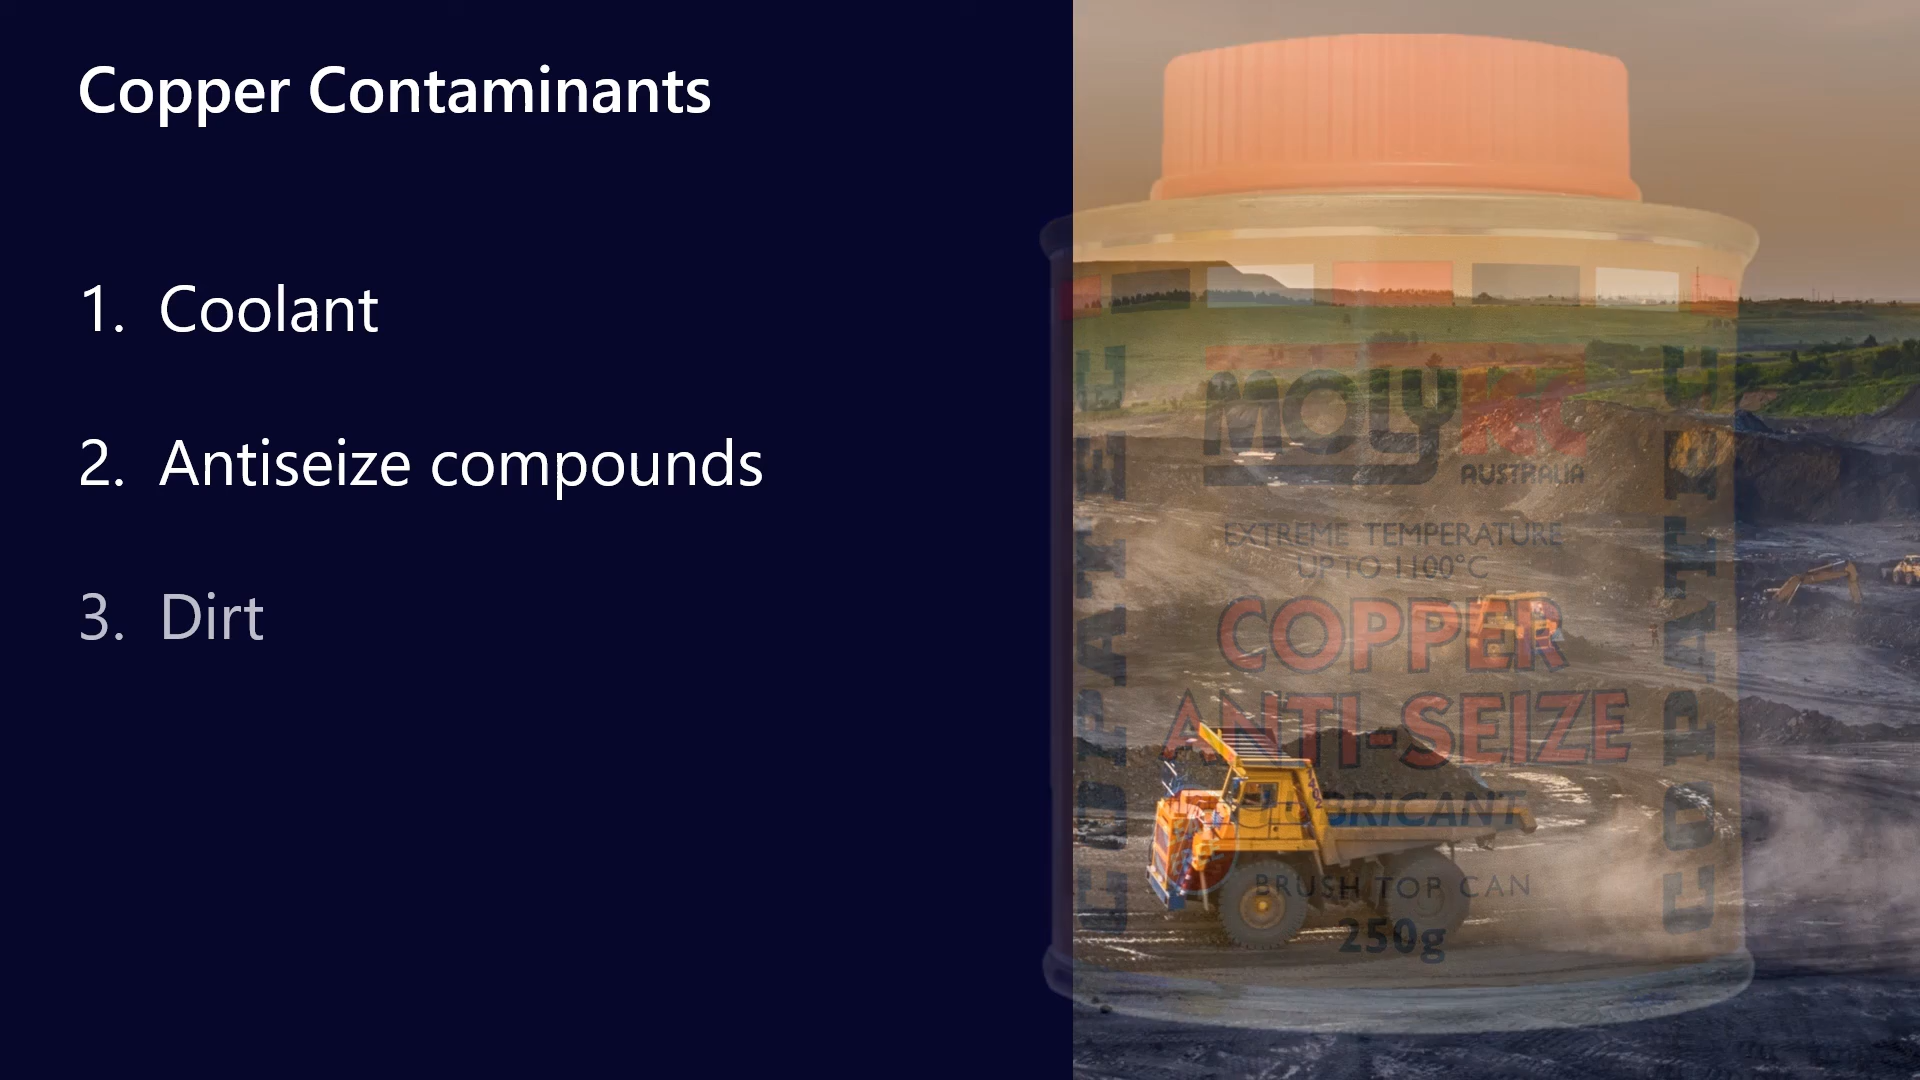 Copper Contaminants
1. Coolant
2. Antiseize compounds
3. Dirt
MOLY
AUSTRALIA
EXTREME TEMPERATURE
UP TO 1100°C
COPPER
ANTI-SEIZE
LUBRICANT
BRUSH TOP CAN
250g